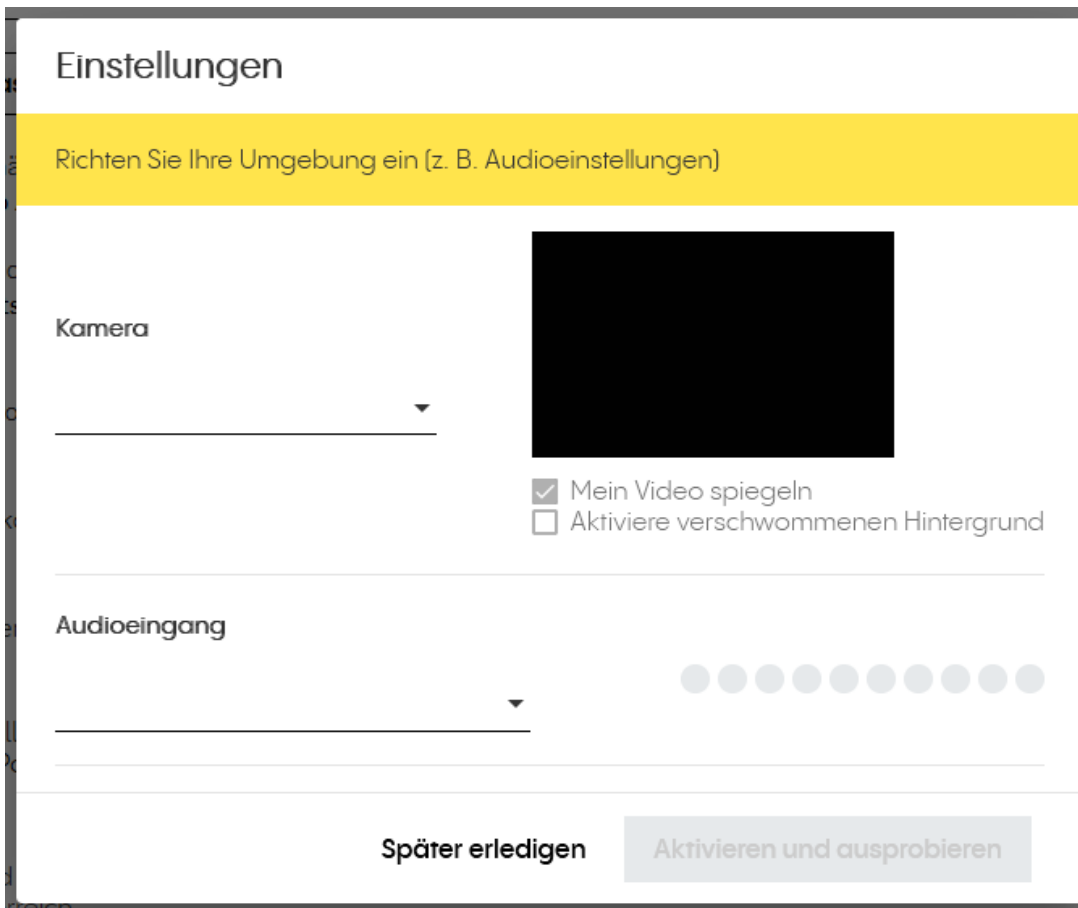 Einstellungen
Richten Sie Ihre Umgebung ein (z. B. Audioeinstellungen)
Kamera
Mein Video spiegeln
Aktiviere verschwommenen Hintergrund
Audioeingang
Später erledigen
Aktivieren und ausprobieren